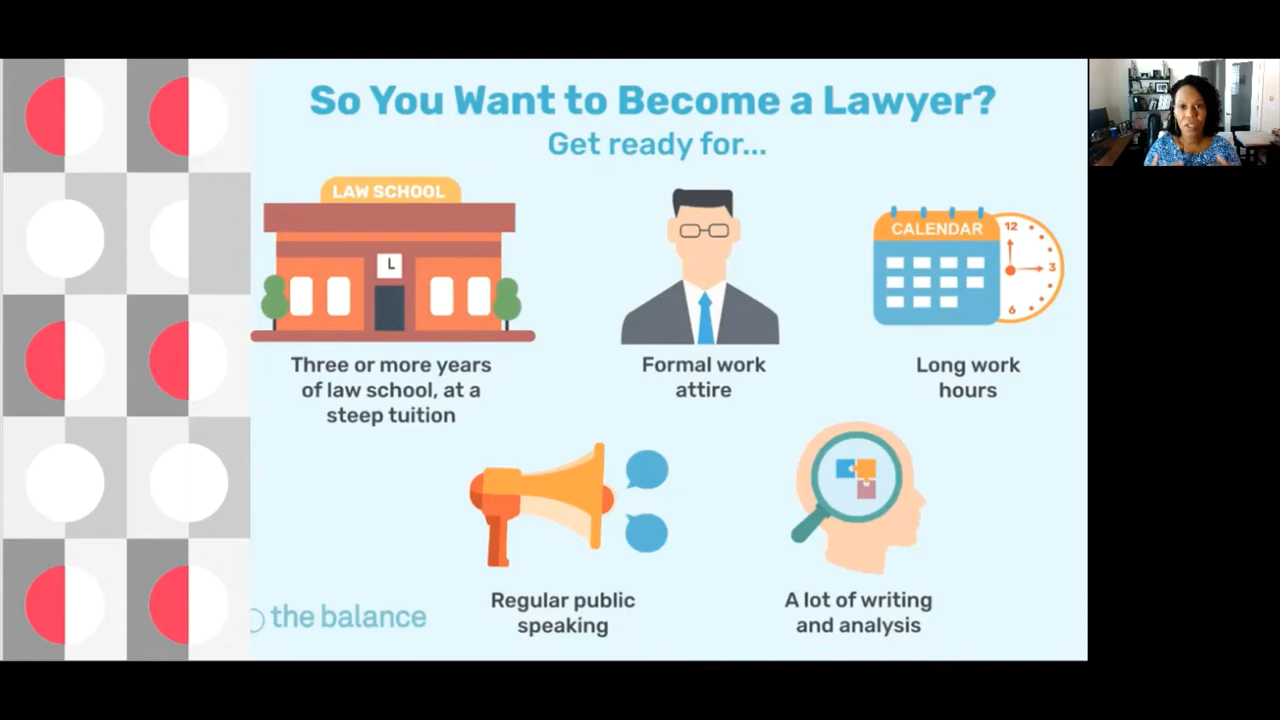 So You Want to Become a Lawyer?
Get ready for...
LAW SCHOOL
L
Three or more years
of law school, at a
steep tuition
Formal work
attire
CALENDAR
12
3
6
Long work
hours
Regular public
speaking
A lot of writing
and analysis
the balance